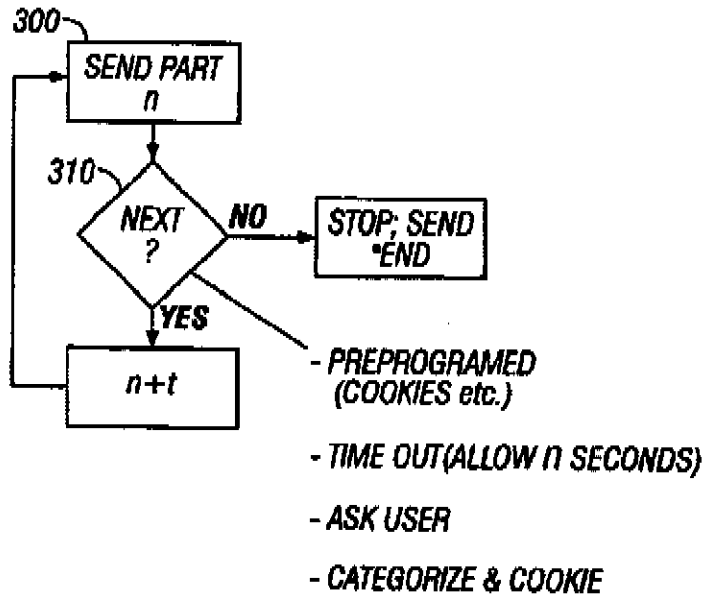 300
SEND PART
n
310
NEXT
?
NO
STOP; SEND
*END
YES
n+t
- PREPROGRAMED
(COOKIES etc.)
- TIME OUT(ALLOW n SECONDS)
- ASK USER
- CATEGORIZE & COOKIE